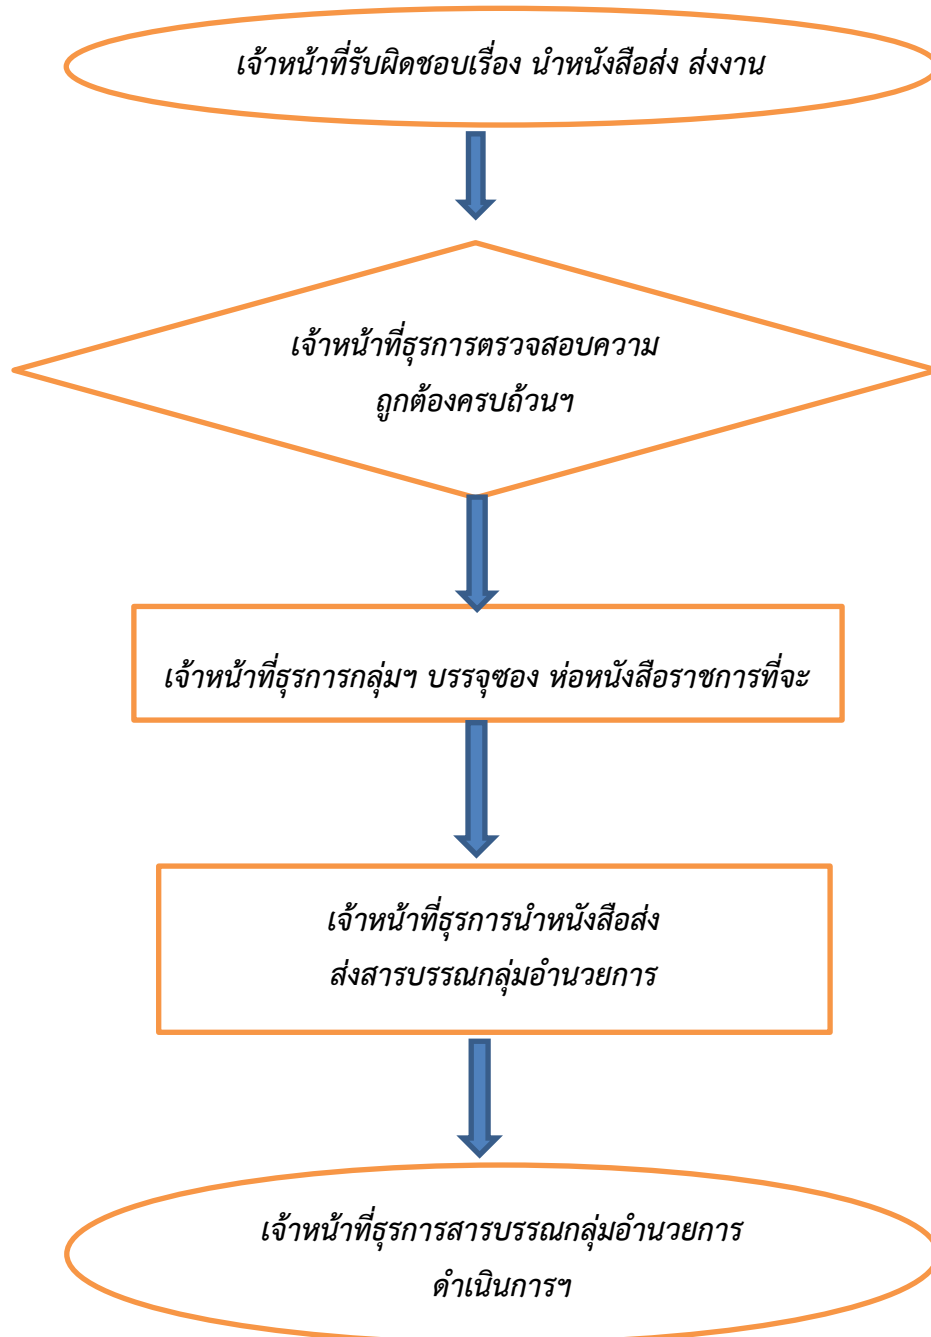 เจ้าหน้าที่รับผิดชอบเรื่อง นำหนังสือส่ง ส่งงาน
เจ้าหน้าที่ธุรการตรวจสอบความ
ถูกต้องครบถ้วนฯ
เจ้าหน้าที่ธุรการกลุ่มฯ บรรจุซอง ห่อหนังสือราชการที่จะ
เจ้าหน้าที่ธุรการนำหนังสือส่ง
ส่งสารบรรณกลุ่มอำนวยการ
เจ้าหน้าที่ธุรการสารบรรณกลุ่มอำนวยการ
ดำเนินการฯ